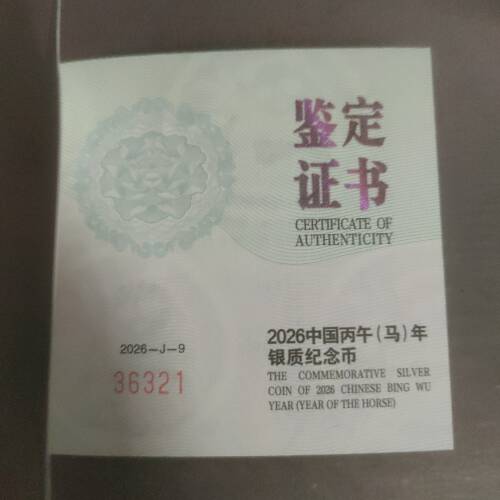 鉴定
证书
CERTIFICATE OF
AUTHENTICITY
2026-J-9
36321
2026中国丙午(马)年
银质纪念币
THE COMMEMORATIVE SILVER
COIN OF 2026 CHINESE BING WU
YEAR (YEAR OF THE HORSE)